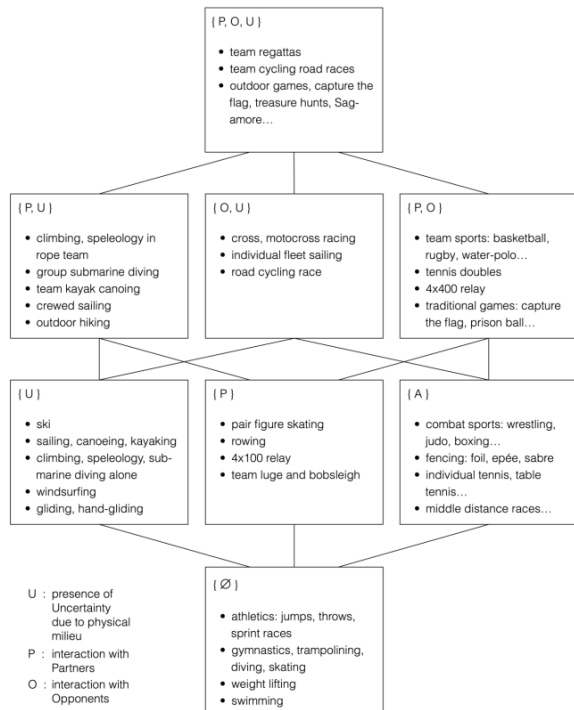 { P, O, U }
• team regattas
• team cycling road races
• outdoor games, capture the
flag, treasure hunts, Sag-
amore…
{ P, U }
• climbing, speleology in
rope team
• group submarine diving
• team kayak canoing
• crewed sailing
• outdoor hiking
{ O, U }
• cross, motocross racing
• individual fleet sailing
• road cycling race
{ P, O }
• team sports: basketball,
rugby, water-polo…
• tennis doubles
• 4x400 relay
• traditional games: capture
the flag, prison ball…
{ U }
• ski
• sailing, canoeing, kayaking
• climbing, speleology, sub-
marine diving alone
• windsurfing
• gliding, hand-gliding
{ P }
• pair figure skating
• rowing
• 4x100 relay
• team luge and bobsleigh
{ A }
• combat sports: wrestling,
judo, boxing…
• fencing: foil, epée, sabre
• individual tennis, table
tennis…
• middle distance races…
{ Ø }
• athletics: jumps, throws,
sprint races
• gymnastics, trampolining,
diving, skating
• weight lifting
• swimming
U : presence of
Uncertainty
due to physical
milieu
P : interaction with
Partners
O : interaction with
Opponents